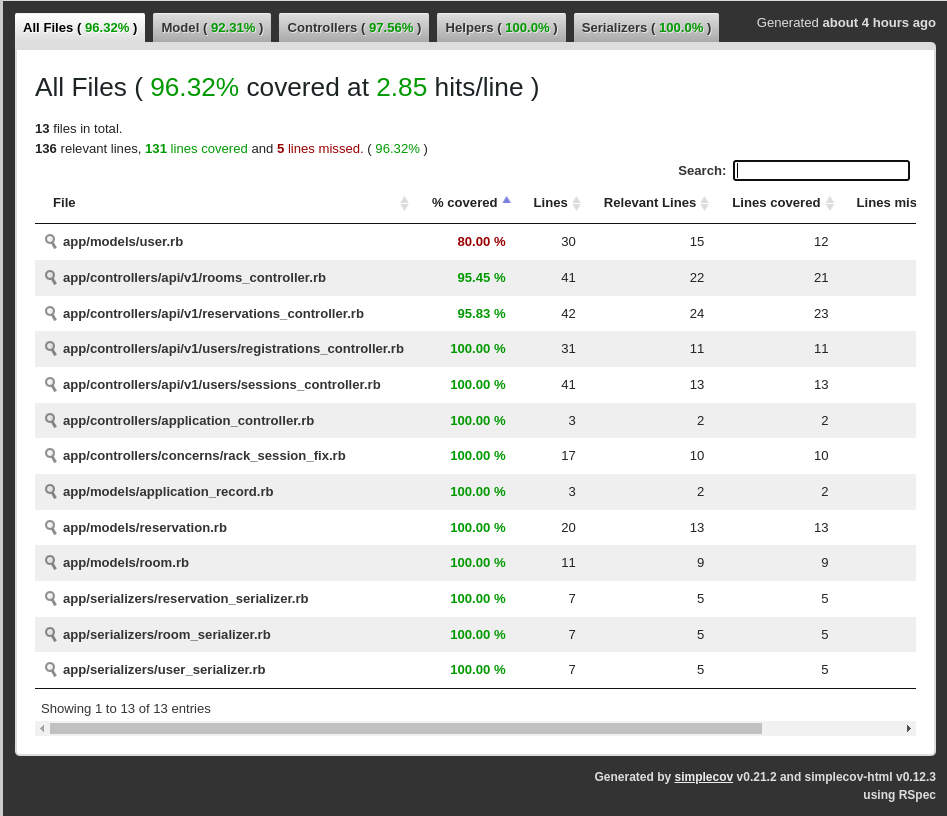 All Files ( 96.32% ) Model ( 92.31% ) Controllers ( 97.56% ) Helpers ( 100.0% ) Serializers ( 100.0% ) Generated about 4 hours ago
All Files ( 96.32% covered at 2.85 hits/line )
13 files in total.
136 relevant lines, 131 lines covered and 5 lines missed. ( 96.32% )
Search:
File % covered Lines Relevant Lines Lines covered Lines mis
app/models/user.rb 80.00 % 30 15 12
app/controllers/api/v1/rooms_controller.rb 95.45 % 41 22 21
app/controllers/api/v1/reservations_controller.rb 95.83 % 42 24 23
app/controllers/api/v1/users/registrations_controller.rb 100.00 % 31 11 11
app/controllers/api/v1/users/sessions_controller.rb 100.00 % 41 13 13
app/controllers/application_controller.rb 100.00 % 3 2 2
app/controllers/concerns/rack_session_fix.rb 100.00 % 17 10 10
app/models/application_record.rb 100.00 % 3 2 2
app/models/reservation.rb 100.00 % 20 13 13
app/models/room.rb 100.00 % 11 9 9
app/serializers/reservation_serializer.rb 100.00 % 7 5 5
app/serializers/room_serializer.rb 100.00 % 7 5 5
app/serializers/user_serializer.rb 100.00 % 7 5 5
Showing 1 to 13 of 13 entries
Generated by simplecov v0.21.2 and simplecov-html v0.12.3
using RSpec